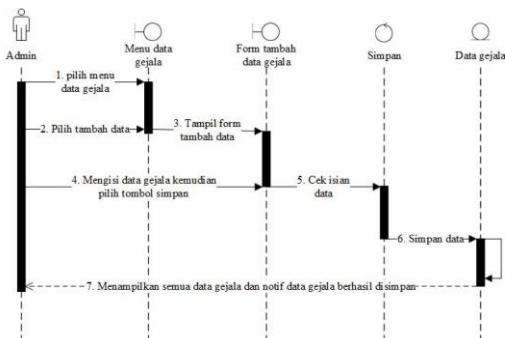 Admin
Menu data
gejala
Form tambah
data gejala
Simpan
Data gejala
1. pilih menu
data gejala
2. Pilih tambah data
3. Tampil form
tambah data
4. Mengisi data gejala kemudian
pilih tombol simpan
5. Cek isian
data
6. Simpan data
7. Menampilkan semua data gejala dan notif data gejala berhasil disimpan